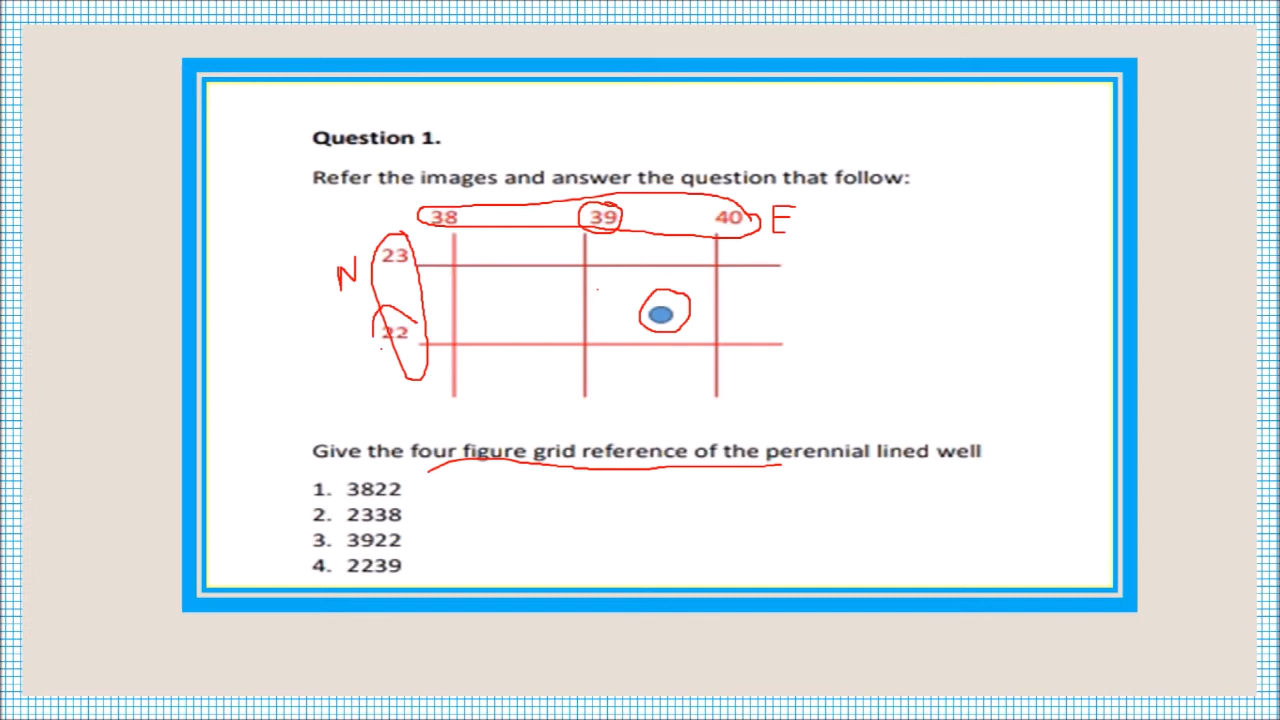 Question 1.
Refer the images and answer the question that follow:
38 39 40 E
23
N
22
Give the four figure grid reference of the perennial lined well
1. 3822
2. 2338
3. 3922
4. 2239